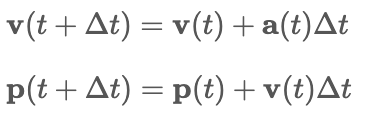 v(t + Δt) = v(t) + a(t)Δt
p(t + Δt) = p(t) + v(t)Δt